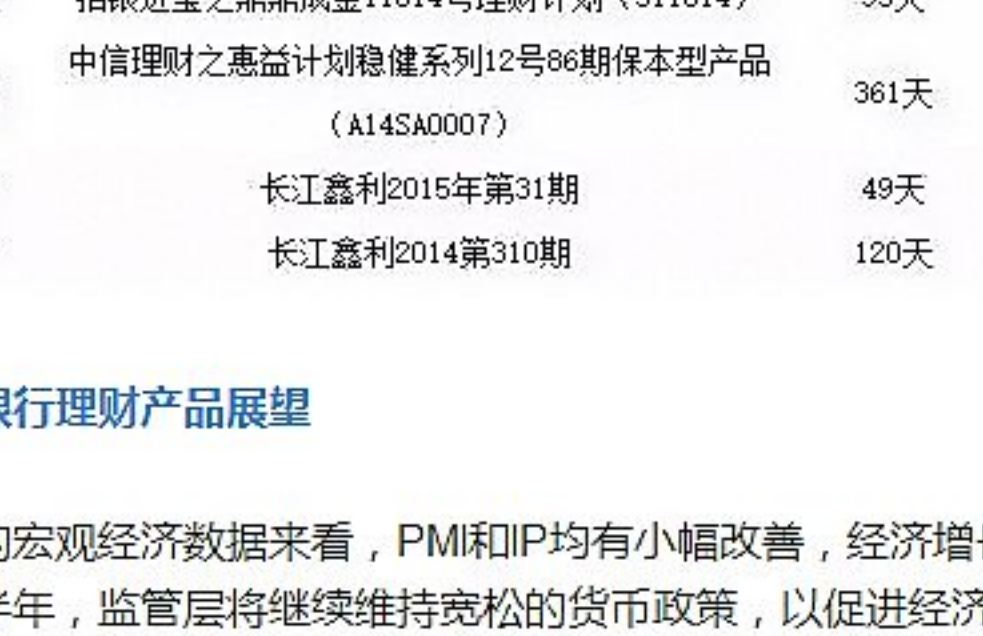 中信理财之惠益计划稳健系列12号86期保本型产品
（A14SA0007）
361天
长江鑫利2015年第31期
49天
长江鑫利2014第310期
120天
行理财产品展望
宏观经济数据来看，PMI和IP均有小幅改善，经济增
年，监管层将继续维持宽松的货币政策，以促进经济